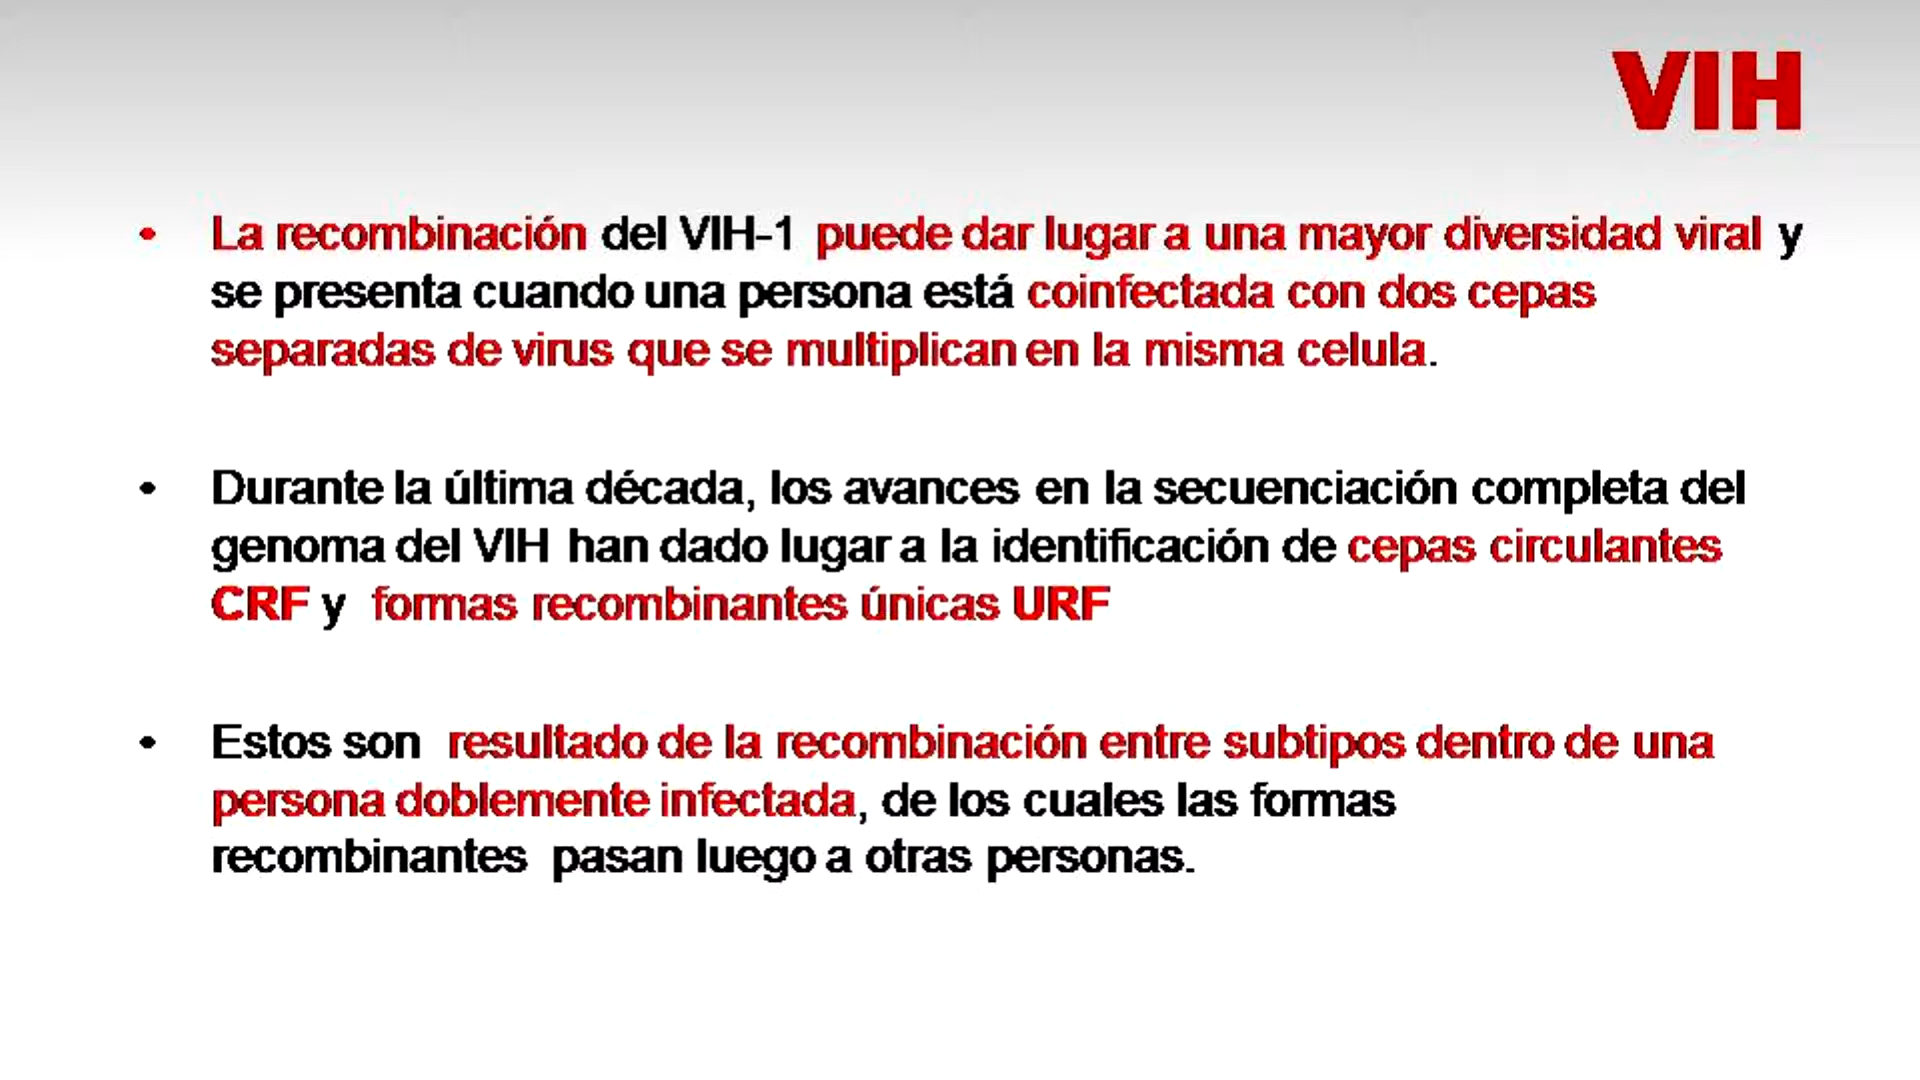 VIH
• La recombinación del VIH-1 puede dar lugar a una mayor diversidad viral y
se presenta cuando una persona está coinfectada con dos cepas
separadas de virus que se multiplican en la misma celula.
• Durante la última década, los avances en la secuenciación completa del
genoma del VIH han dado lugar a la identificación de cepas circulantes
CRF y formas recombinantes únicas URF
• Estos son resultado de la recombinación entre subtipos dentro de una
persona doblemente infectada, de los cuales las formas
recombinantes pasan luego a otras personas.